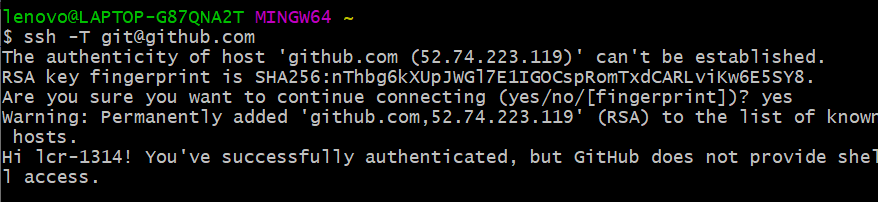 lenovo@LAPTOP-G87QNA2T MINGW64 ~
$ ssh -T git@github.com
The authenticity of host 'github.com (52.74.223.119)' can't be established.
RSA key fingerprint is SHA256:nThbg6kXUpJWGl7E1IGOCspRomTxdCARLviKw6E5SY8.
Are you sure you want to continue connecting (yes/no/[fingerprint])? yes
Warning: Permanently added 'github.com,52.74.223.119' (RSA) to the list of known
 hosts.
Hi lcr-1314! You've successfully authenticated, but GitHub does not provide shel
l access.